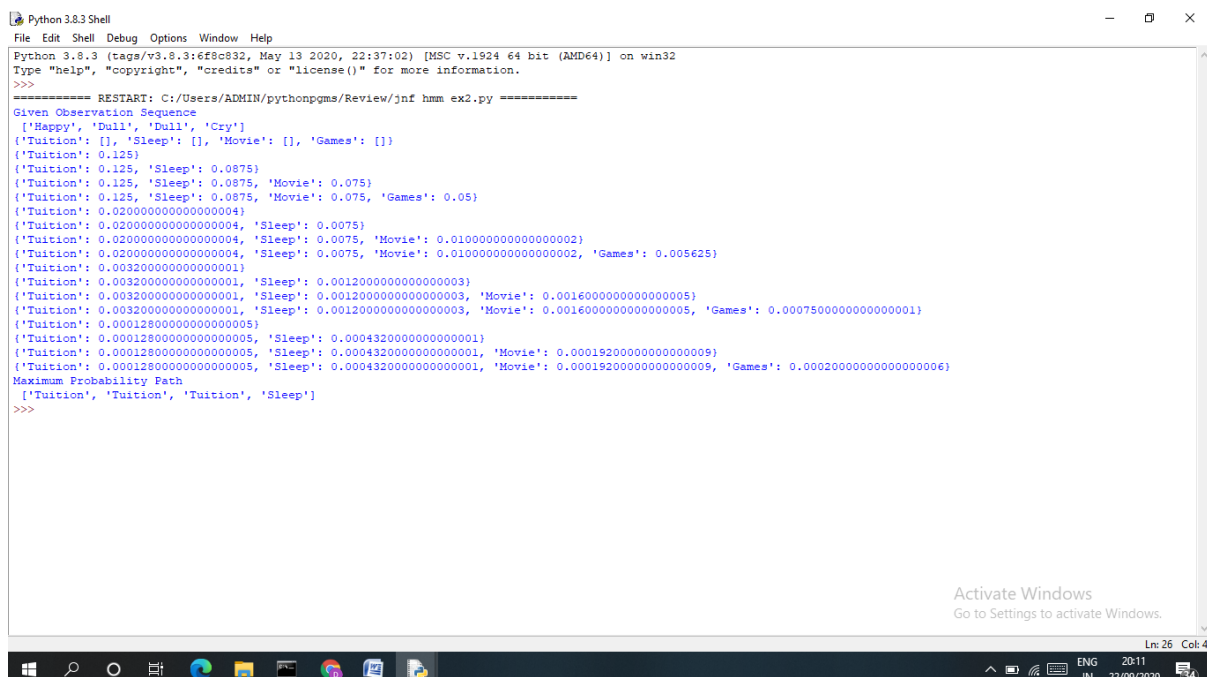 Python 3.8.3 Shell
File Edit Shell Debug Options Window Help
Python 3.8.3 (tags/v3.8.3:6f8c832, May 13 2020, 22:37:02) [MSC v.1924 64 bit (AMD64)] on win32
Type "help", "copyright", "credits" or "license()" for more information.
>>>
=========== RESTART: C:/Users/ADMIN/pythonpgms/Review/jnf hmm ex2.py ===========
Given Observation Sequence
['Happy', 'Dull', 'Dull', 'Cry']
{'Tuition': [], 'Sleep': [], 'Movie': [], 'Games': []}
{'Tuition': 0.125}
{'Tuition': 0.125, 'Sleep': 0.0875}
{'Tuition': 0.125, 'Sleep': 0.0875, 'Movie': 0.075}
{'Tuition': 0.125, 'Sleep': 0.0875, 'Movie': 0.075, 'Games': 0.05}
{'Tuition': 0.020000000000000004}
{'Tuition': 0.020000000000000004, 'Sleep': 0.0075}
{'Tuition': 0.020000000000000004, 'Sleep': 0.0075, 'Movie': 0.010000000000000002}
{'Tuition': 0.020000000000000004, 'Sleep': 0.0075, 'Movie': 0.010000000000000002, 'Games': 0.005625}
{'Tuition': 0.003200000000000001}
{'Tuition': 0.003200000000000001, 'Sleep': 0.0012000000000000003}
{'Tuition': 0.003200000000000001, 'Sleep': 0.0012000000000000003, 'Movie': 0.0016000000000000005}
{'Tuition': 0.003200000000000001, 'Sleep': 0.0012000000000000003, 'Movie': 0.0016000000000000005, 'Games': 0.0007500000000000001}
{'Tuition': 0.00012800000000000005}
{'Tuition': 0.00012800000000000005, 'Sleep': 0.0004320000000000001}
{'Tuition': 0.00012800000000000005, 'Sleep': 0.0004320000000000001, 'Movie': 0.00019200000000000009}
{'Tuition': 0.00012800000000000005, 'Sleep': 0.0004320000000000001, 'Movie': 0.00019200000000000009, 'Games': 0.00020000000000000006}
Maximum Probability Path
['Tuition', 'Tuition', 'Tuition', 'Sleep']
>>>
Activate Windows
Go to Settings to activate Windows.
Ln: 26 Col: 4
ENG 20:11
IN 22/09/2020
34